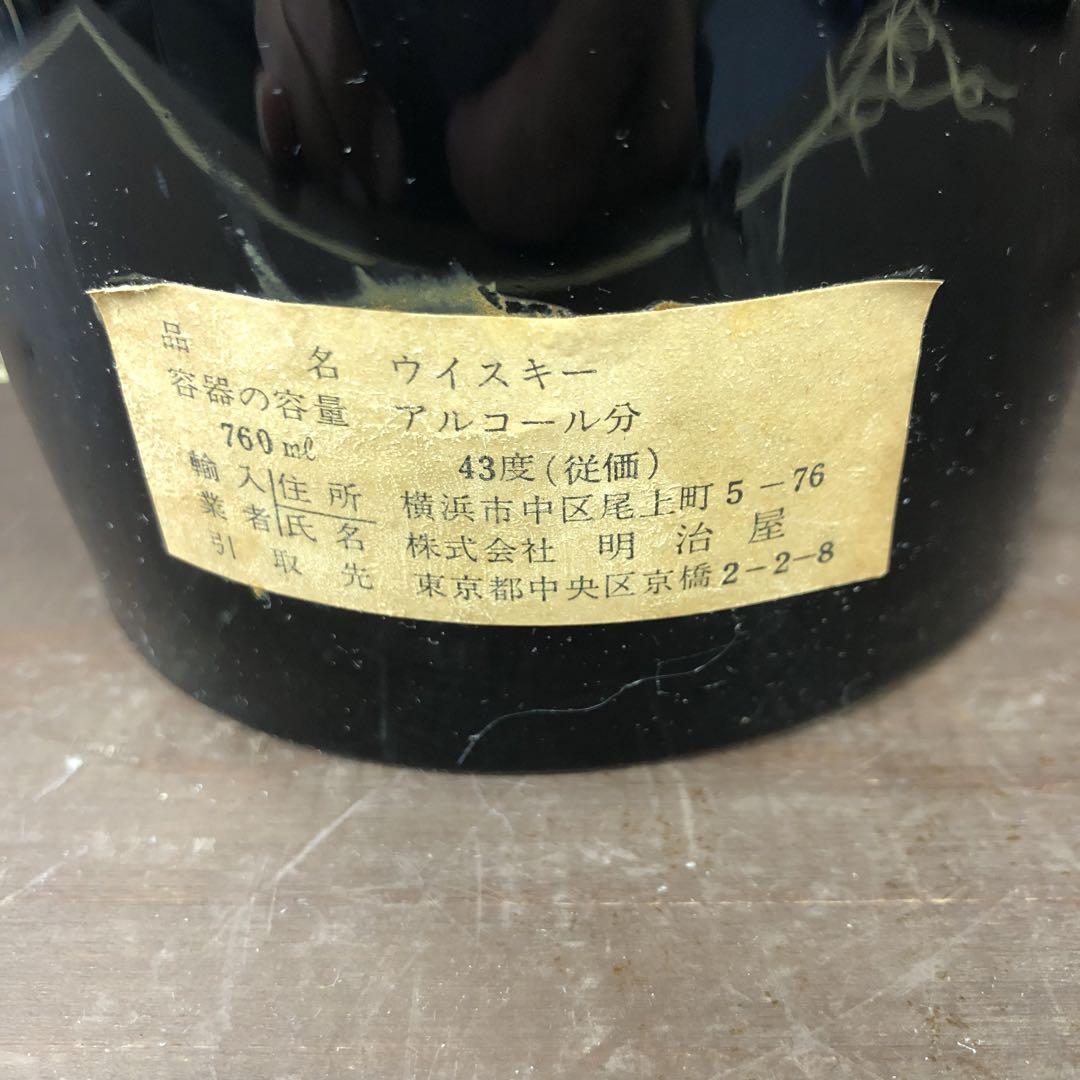 品名 ウイスキー
容器の容量 アルコール分
760ml 43度(従価)
輸入業者 住所 横浜市中区尾上町5-76
氏名 株式会社 明治屋
引取先 東京都中央区京橋2-2-8